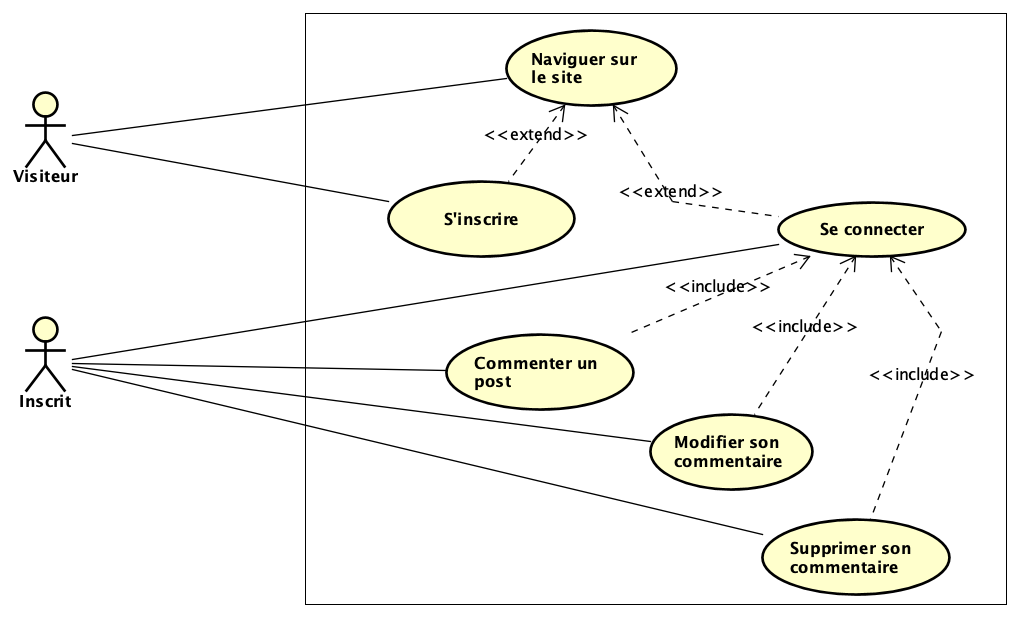 Naviguer sur
le site
<<extend>>
Visiteur
<<extend>>
S'inscrire
Se connecter
<<include>>
<<include>>
Commenter un
post
<<include>>
Inscrit
Modifier son
commentaire
Supprimer son
commentaire